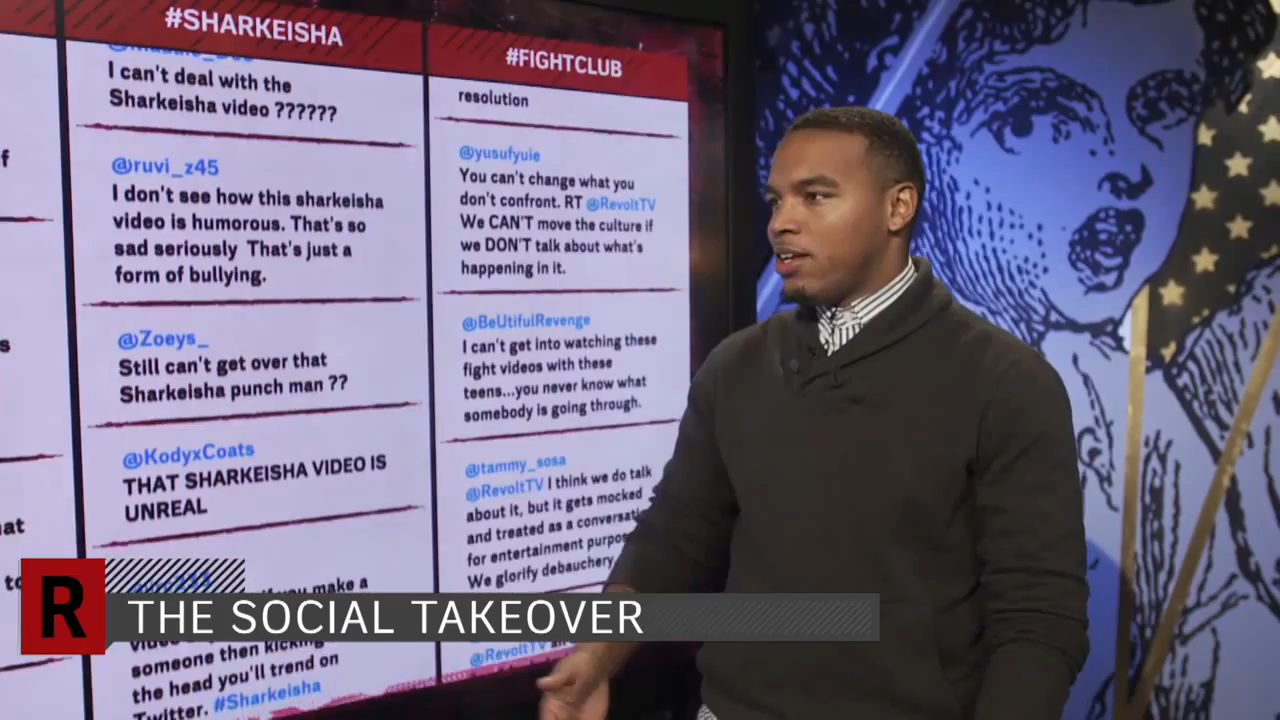 #SHARKEISHA
I can't deal with the
Sharkeisha video ??????
@ruvi_z45
I don't see how this sharkeisha
video is humorous. That's so
sad seriously That's just a
form of bullying.
@Zoeys_
Still can't get over that
Sharkeisha punch man ??
@KodyxCoats
THAT SHARKEISHA VIDEO IS
UNREAL
make a
someone then kicking
the head you'll trend on
Twitter. #Sharkeisha
#FIGHTCLUB
resolution
@yusufyuie
You can't change what you
don't confront. RT @RevoltTV
We CAN'T move the culture if
we DON'T talk about what's
happening in it.
@BeUtifulRevenge
I can't get into watching these
fight videos with these
teens...you never know what
somebody is going through.
@tammy_sosa
@RevoltTV I think we do talk
about it, but it gets mocked
and treated as a
for entertainment
We glorify debauchery
@RevoltTV
R
THE SOCIAL TAKEOVER